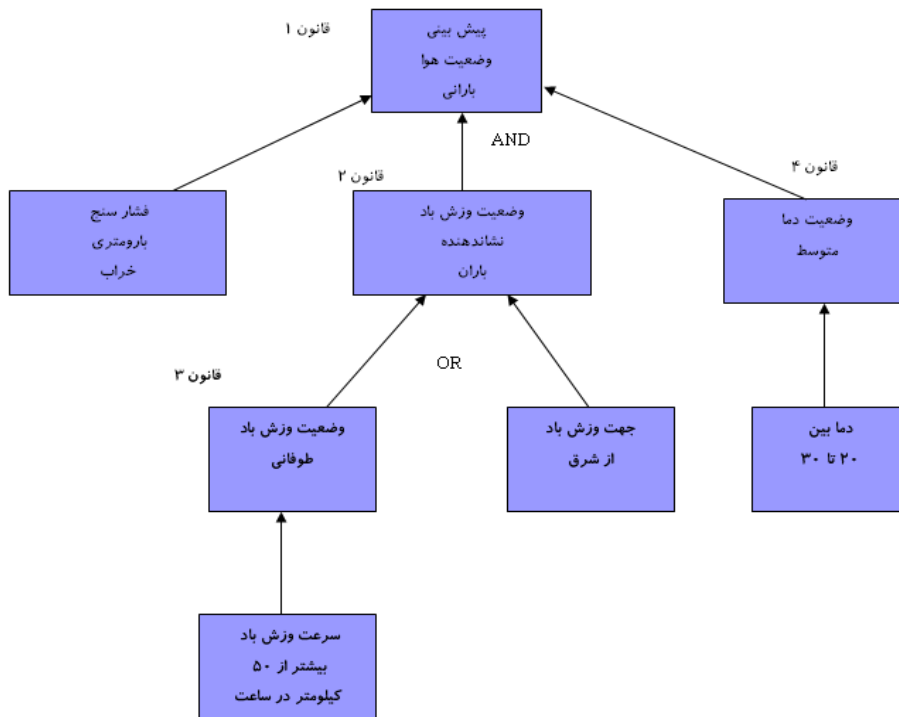 قانون ۱
پیش بینی
وضعیت هوا
بارانی
AND
قانون ۴
قانون ۲
فشار سنج
بارومتری
خراب
وضعیت وزش باد
نشاندهنده
باران
وضعیت دما
متوسط
OR
قانون ۳
وضعیت وزش باد
طوفانی
جهت وزش باد
از شرق
دما بین
۲۰ تا ۳۰
سرعت وزش باد
بیشتر از ۵۰
کیلومتر در ساعت